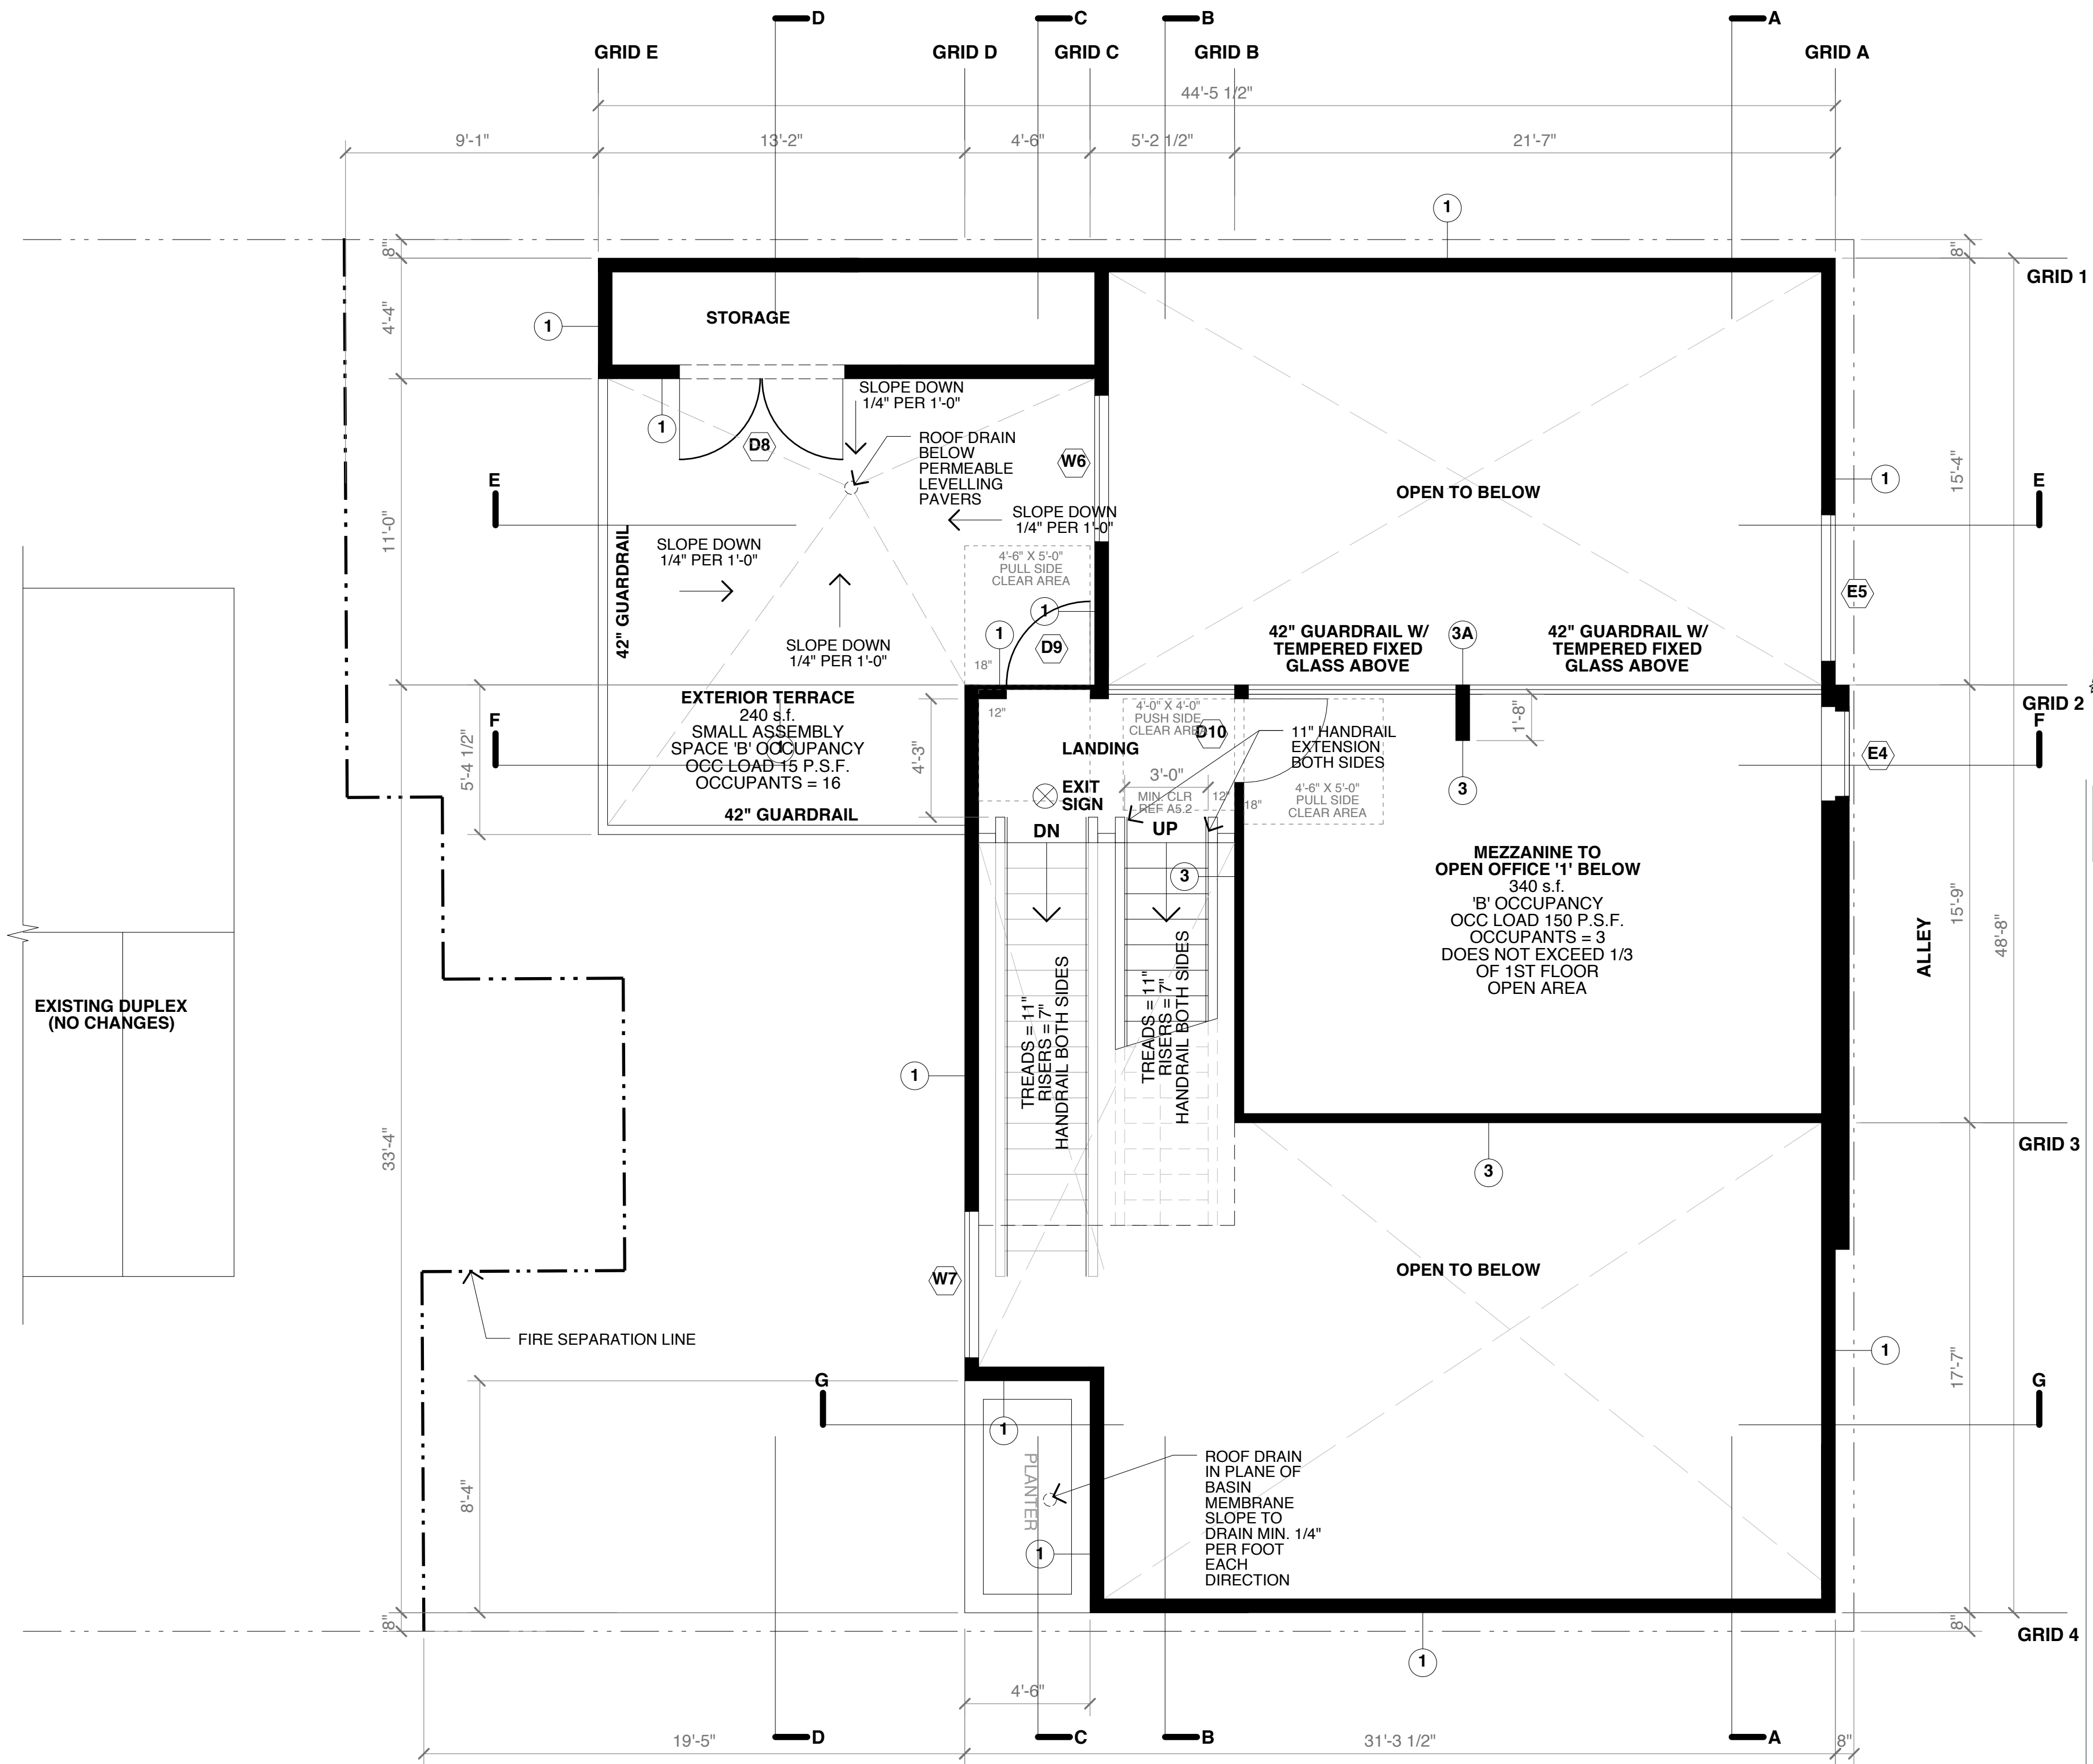 D
C
B
A
GRID E
GRID D
GRID C
GRID B
GRID A
44'-5 1/2"
9'-1"
13'-2"
4'-6"
5'-2 1/2"
21'-7"
1
8"
8"
GRID 1
4'-4"
1
STORAGE
SLOPE DOWN
1/4" PER 1'-0"
1
D8
ROOF DRAIN
BELOW
PERMEABLE
LEVELLING
PAVERS
W6
OPEN TO BELOW
1
15'-4"
E
E
11'-0"
SLOPE DOWN
1/4" PER 1'-0"
SLOPE DOWN
1/4" PER 1'-0"
42" GUARDRAIL
4'-6" X 5'-0"
PULL SIDE
CLEAR AREA
E5
1
1
D9
SLOPE DOWN
1/4" PER 1'-0"
18"
42" GUARDRAIL W/
TEMPERED FIXED
GLASS ABOVE
3A
42" GUARDRAIL W/
TEMPERED FIXED
GLASS ABOVE
GRID 2
F
F
EXTERIOR TERRACE
240 s.f.
SMALL ASSEMBLY
SPACE 'B' OCCUPANCY
OCC LOAD 15 P.S.F.
OCCUPANTS = 16
1
42" GUARDRAIL
5'-4 1/2"
4'-3"
12"
4'-0" X 4'-0"
PUSH SIDE
CLEAR AREA
D10
LANDING
11" HANDRAIL
EXTENSION
BOTH SIDES
1'-8"
E4
EXIT
SIGN
3'-0"
MIN. CLR
REF A5.2
12"
18"
4'-6" X 5'-0"
PULL SIDE
CLEAR AREA
3
DN
UP
3
MEZZANINE TO
OPEN OFFICE '1' BELOW
340 s.f.
'B' OCCUPANCY
OCC LOAD 150 P.S.F.
OCCUPANTS = 3
DOES NOT EXCEED 1/3
OF 1ST FLOOR
OPEN AREA
15'-9"
48'-8"
ALLEY
EXISTING DUPLEX
(NO CHANGES)
TREADS = 11"
RISERS = 7"
HANDRAIL BOTH SIDES
TREADS = 11"
RISERS = 7"
HANDRAIL BOTH SIDES
1
33'-4"
GRID 3
3
W7
OPEN TO BELOW
FIRE SEPARATION LINE
1
17'-7"
G
G
1
8'-4"
PLANTER
ROOF DRAIN
IN PLANE OF
BASIN
MEMBRANE
SLOPE TO
DRAIN MIN. 1/4"
PER FOOT
EACH
DIRECTION
1
8"
8"
GRID 4
1
4'-6"
19'-5"
D
C
B
31'-3 1/2"
A
8"